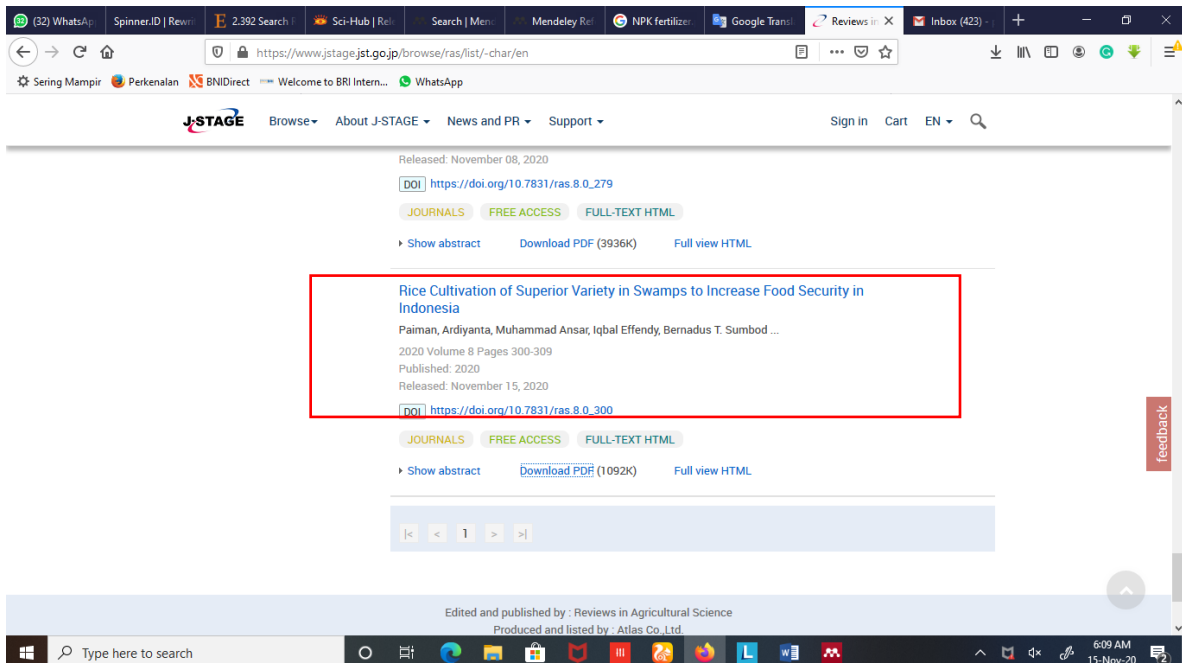 (32) WhatsAp
Spinner.ID | Rewri
2.392 Search R
Sci-Hub | Rele
Search | Mend
Mendeley Ref
NPK fertilizer.
Google Transl
Reviews in
Inbox (423) -
https://www.jstage.jst.go.jp/browse/ras/list/-char/en
Sering Mampir Perkenalan BNIDirect Welcome to BRI Intern... WhatsApp
J-STAGE Browse About J-STAGE News and PR Support Sign in Cart EN
Released: November 08, 2020
DOI https://doi.org/10.7831/ras.8.0_279
JOURNALS FREE ACCESS FULL-TEXT HTML
Show abstract Download PDF (3936K) Full view HTML
Rice Cultivation of Superior Variety in Swamps to Increase Food Security in
Indonesia
Paiman, Ardiyanta, Muhammad Ansar, Iqbal Effendy, Bernadus T. Sumbod ...
2020 Volume 8 Pages 300-309
Published: 2020
Released: November 15, 2020
DOI https://doi.org/10.7831/ras.8.0_300
JOURNALS FREE ACCESS FULL-TEXT HTML
Show abstract Download PDF (1092K) Full view HTML
feedback
|< < 1 > >|
Edited and published by : Reviews in Agricultural Science
Produced and listed by : Atlas Co.,Ltd.
Type here to search
6:09 AM
15-Nov-20
2